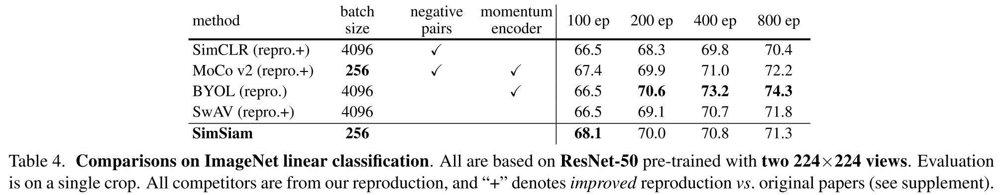 method batch size negative pairs momentum encoder 100 ep 200 ep 400 ep 800 ep
SimCLR (repro.+) 4096 ✓ 66.5 68.3 69.8 70.4
MoCo v2 (repro.+) 256 ✓ ✓ 67.4 69.9 71.0 72.2
BYOL (repro.) 4096 ✓ 66.5 70.6 73.2 74.3
SwAV (repro.+) 4096 66.5 69.1 70.7 71.8
SimSiam 256 68.1 70.0 70.8 71.3
Table 4. Comparisons on ImageNet linear classification. All are based on ResNet-50 pre-trained with two 224×224 views. Evaluation
is on a single crop. All competitors are from our reproduction, and “+” denotes improved reproduction vs. original papers (see supplement).